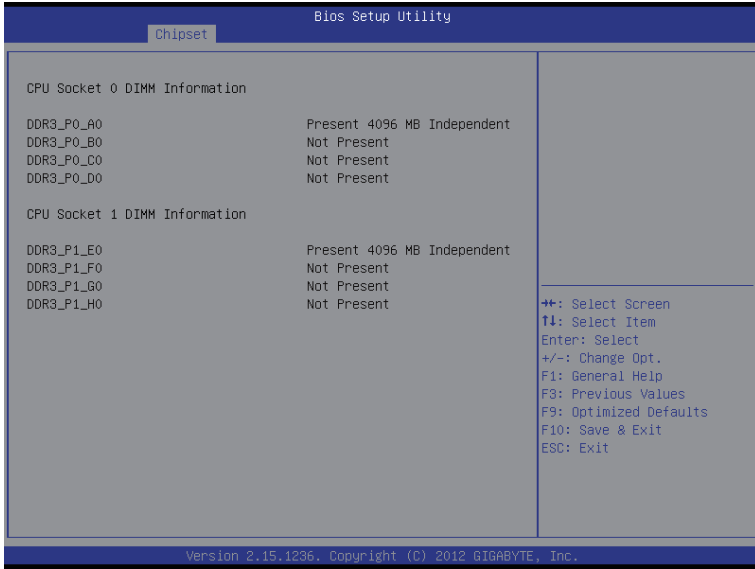 Bios Setup Utility
Chipset
CPU Socket 0 DIMM Information
DDR3_P0_A0 Present 4096 MB Independent
DDR3_P0_B0 Not Present
DDR3_P0_C0 Not Present
DDR3_P0_D0 Not Present
CPU Socket 1 DIMM Information
DDR3_P1_E0 Present 4096 MB Independent
DDR3_P1_F0 Not Present
DDR3_P1_G0 Not Present
DDR3_P1_H0 Not Present
→←: Select Screen
↑↓: Select Item
Enter: Select
+/-: Change Opt.
F1: General Help
F3: Previous Values
F9: Optimized Defaults
F10: Save & Exit
ESC: Exit
Version 2.15.1236. Copyright (C) 2012 GIGABYTE, Inc.